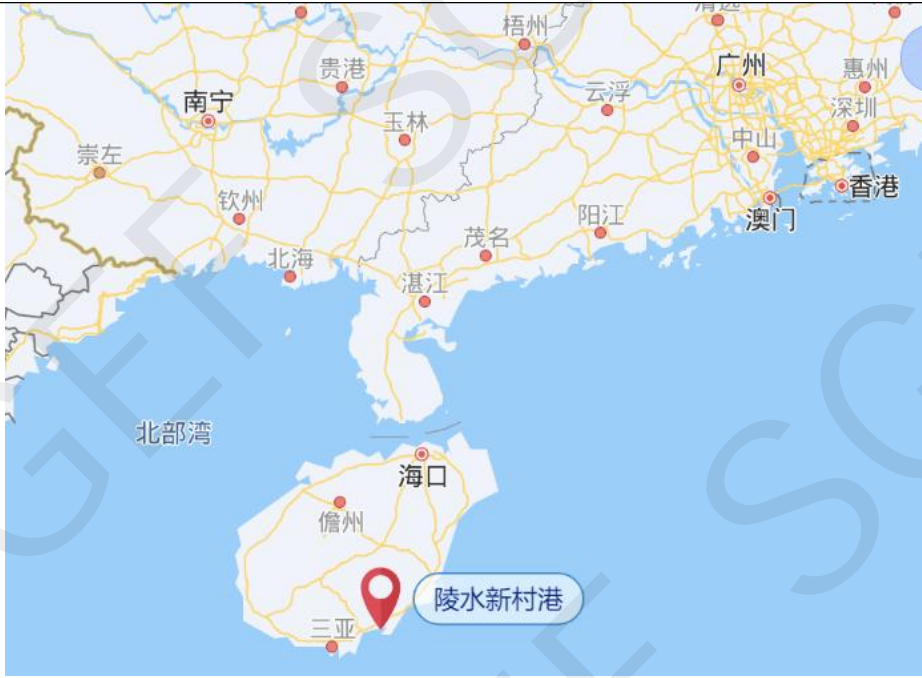 梧州
清远
广州
惠州
贵港
云浮
深圳
南宁
玉林
中山
崇左
香港
钦州
阳江
澳门
茂名
北海
湛江
北部湾
海口
儋州
陵水新村港
三亚